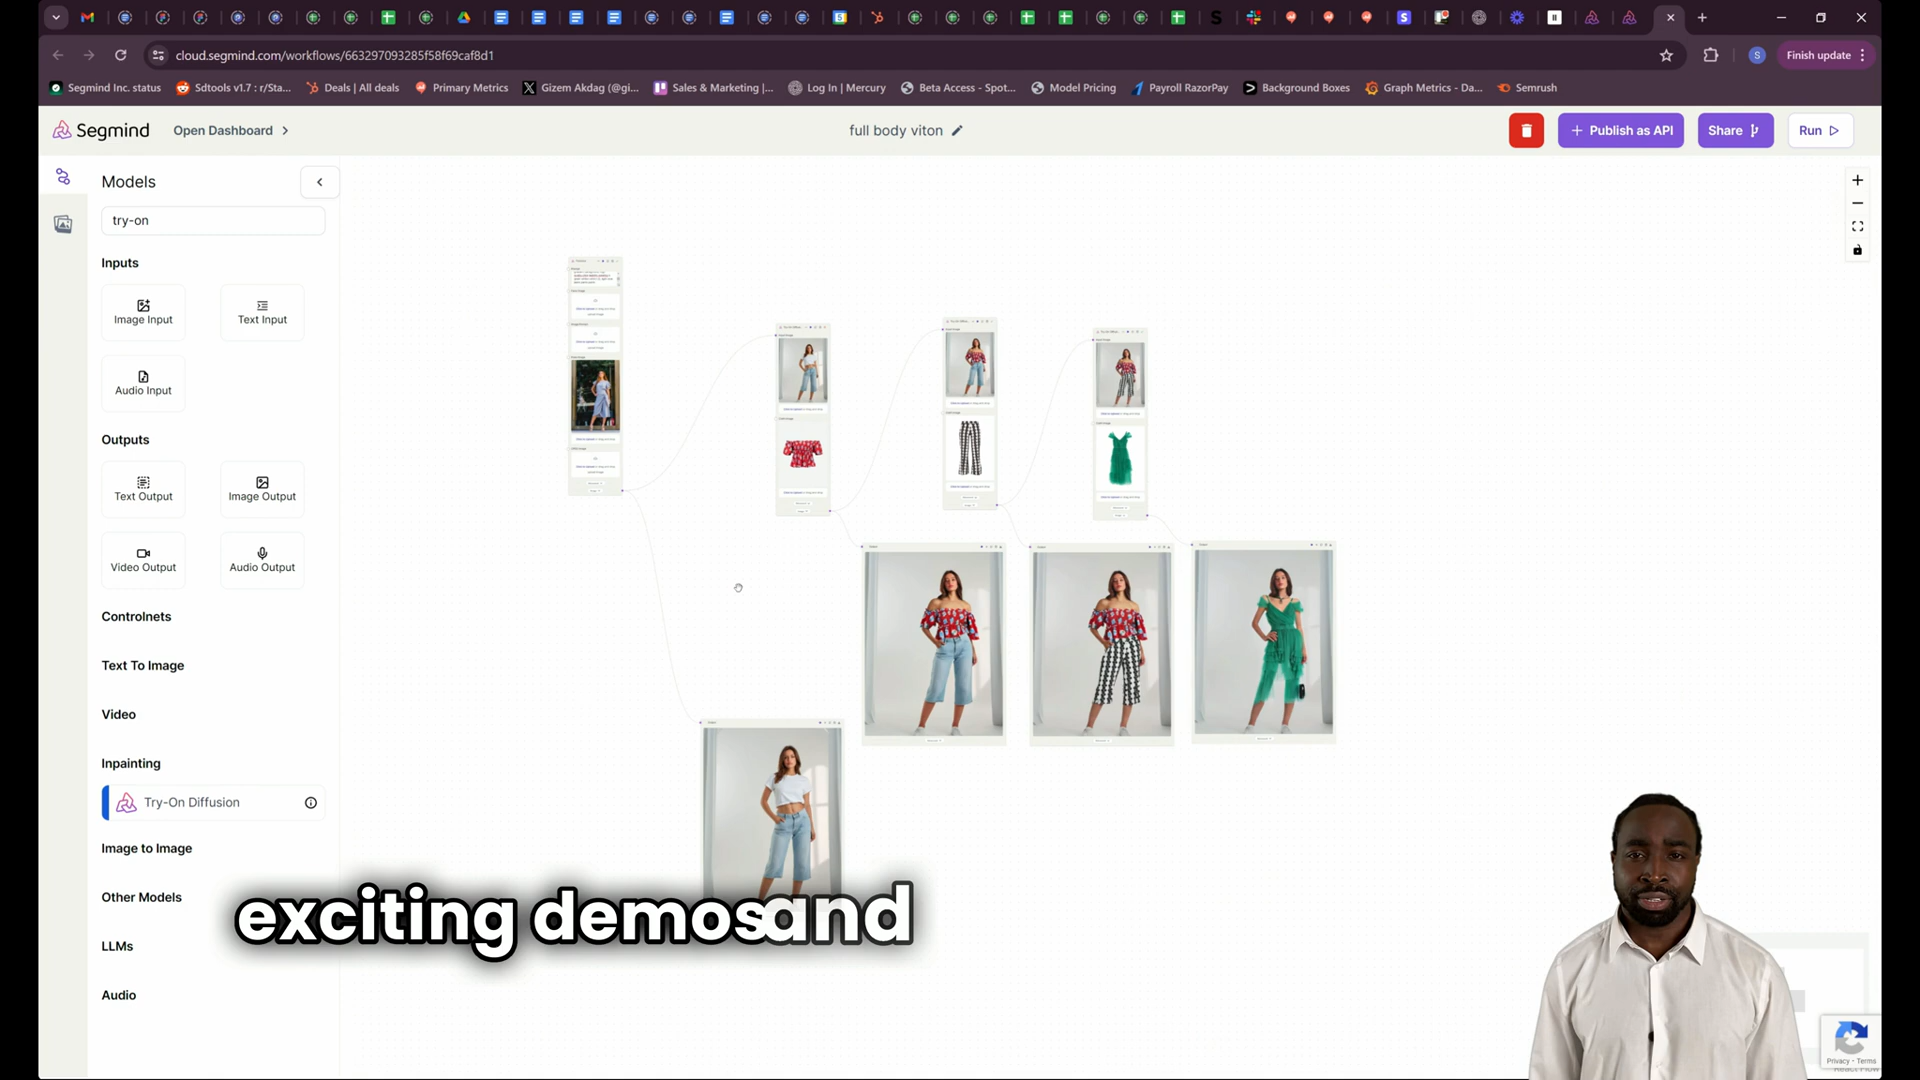 cloud.segmind.com/workflows/663297093285f58f69caf8d1
S
Finish update
Segmind Inc. status
Sdtools v1.7 : r/Sta...
Deals | All deals
Primary Metrics
Gizem Akdag (@gi...
Sales & Marketing |...
Log In | Mercury
Beta Access - Spot...
Model Pricing
Payroll RazorPay
Background Boxes
Graph Metrics - Da...
Semrush
Segmind
Open Dashboard
full body viton
+ Publish as API
Share
Run
Models
try-on
Inputs
Image Input
Text Input
Audio Input
Outputs
Text Output
Image Output
Video Output
Audio Output
Controlnets
Text To Image
Video
Inpainting
Try-On Diffusion
Image to Image
Other Models
LLMs
Audio
exciting demos and
Privacy - Terms
React Flow